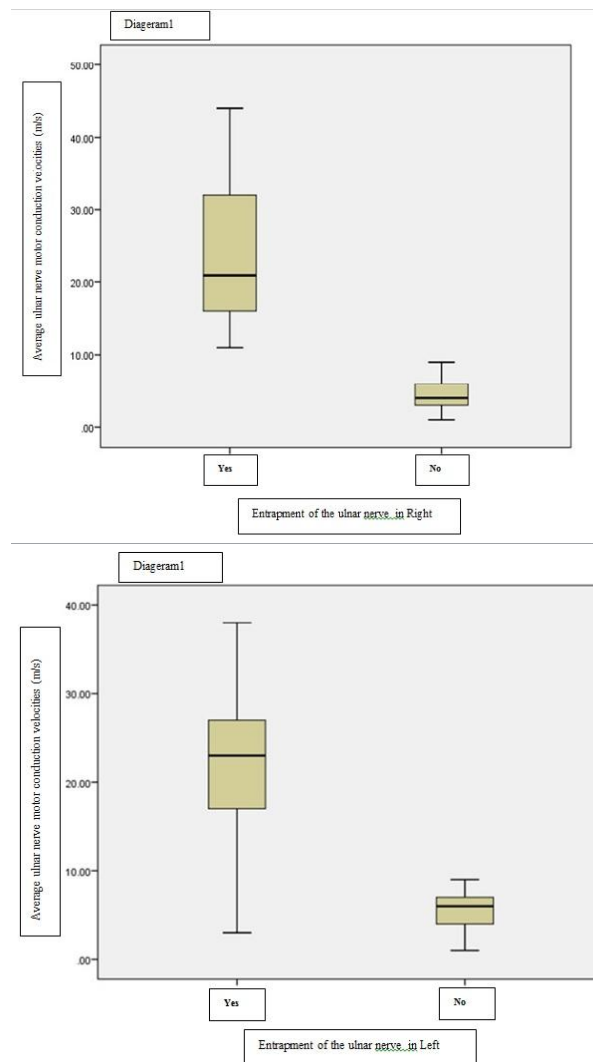 Diageram1
Average ulnar nerve motor conduction veocities (m/s)
50.00
40.00
30.00
20.00
10.00
.00
Yes
No
Entrapment of the ulnar nerve in Right
Diageram1
Average ulnar nerve motor conduction velocities (m/s)
40.00
30.00
20.00
10.00
.00
Yes
No
Entrapment of the ulnar nerve in Left